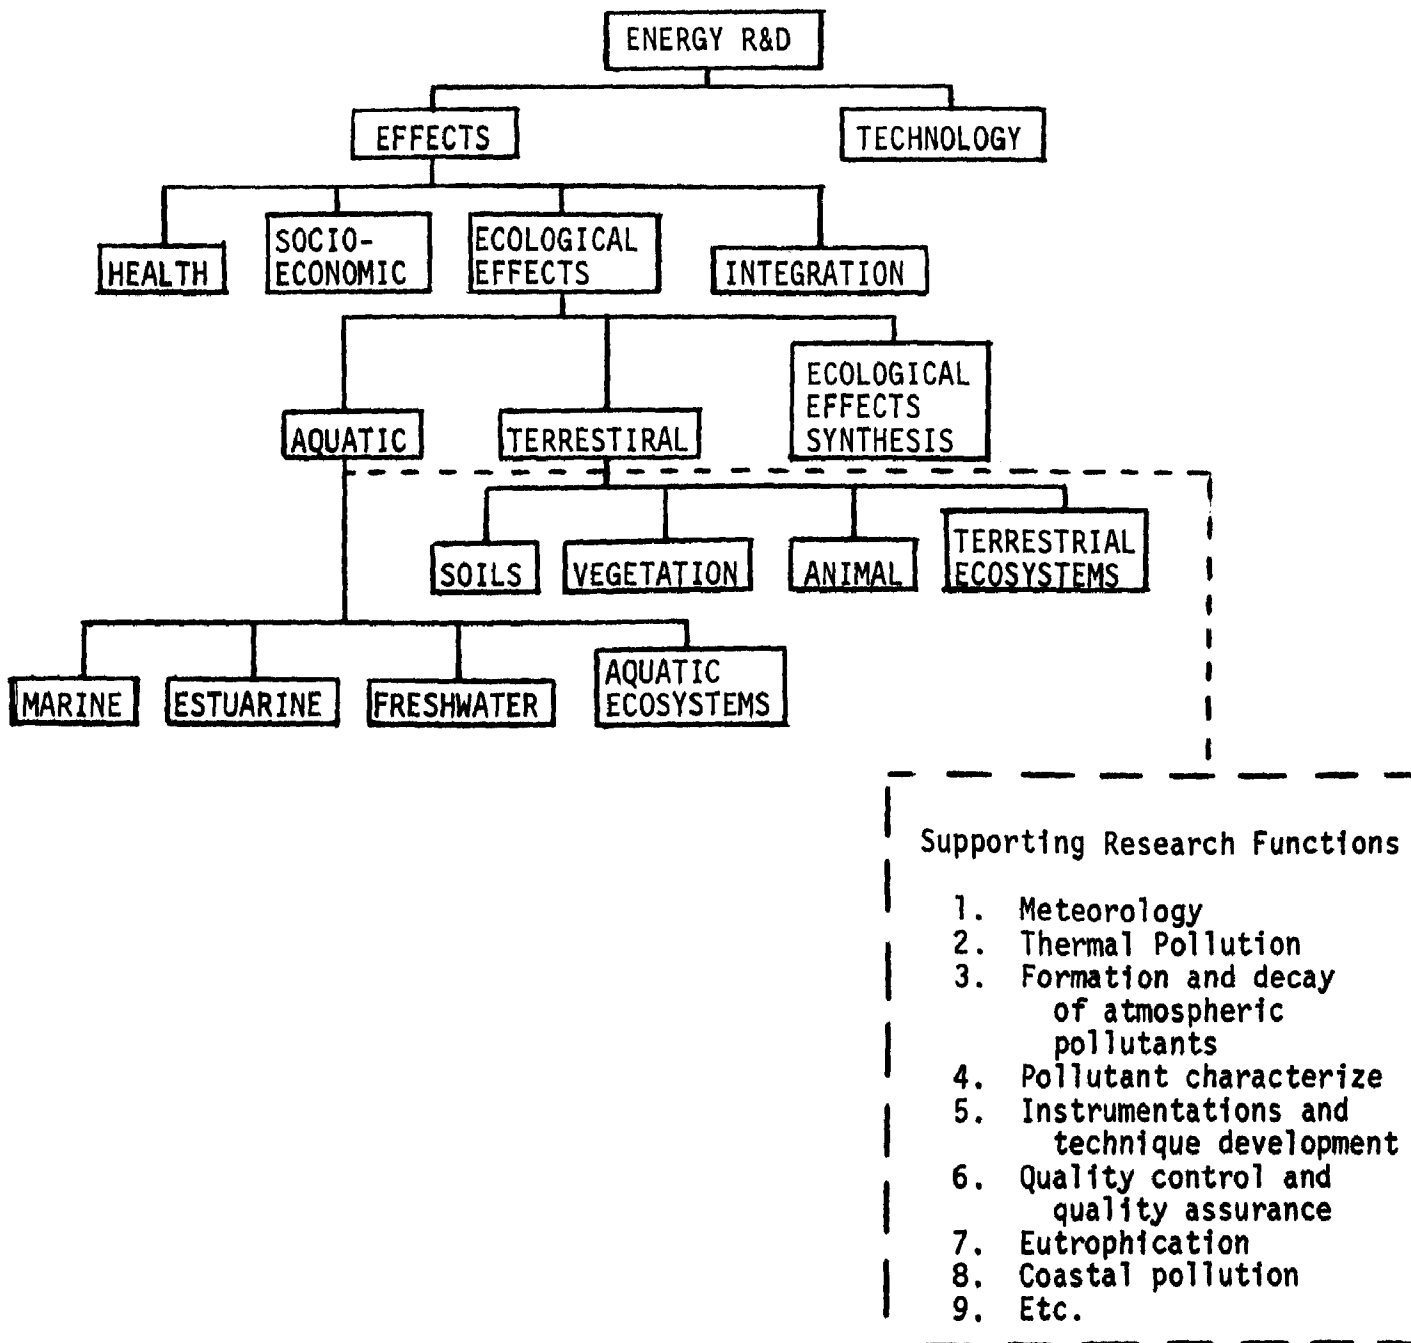 ENERGY R&D
EFFECTS
TECHNOLOGY
HEALTH
SOCIO-
ECONOMIC
ECOLOGICAL
EFFECTS
INTEGRATION
AQUATIC
TERRESTIRAL
ECOLOGICAL
EFFECTS
SYNTHESIS
SOILS
VEGETATION
ANIMAL
TERRESTRIAL
ECOSYSTEMS
MARINE
ESTUARINE
FRESHWATER
AQUATIC
ECOSYSTEMS
Supporting Research Functions
1. Meteorology
2. Thermal Pollution
3. Formation and decay
of atmospheric
pollutants
4. Pollutant characterize
5. Instrumentations and
technique development
6. Quality control and
quality assurance
7. Eutrophication
8. Coastal pollution
9. Etc.